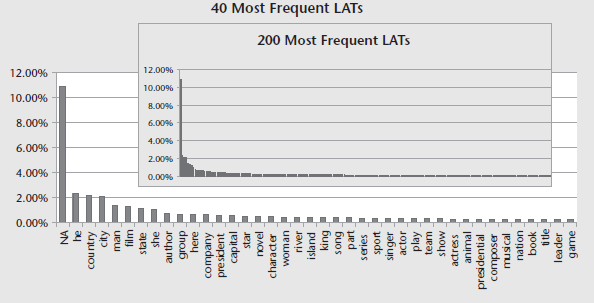 40 Most Frequent LATs
200 Most Frequent LATs
12.00%
10.00%
8.00%
6.00%
4.00%
2.00%
0.00%
12.00%
10.00%
8.00%
6.00%
4.00%
2.00%
0.00%
NA
he
country
city
man
film
state
she
author
group
here
company
president
capital
star
novel
character
woman
river
island
king
song
part
series
sport
singer
actor
play
team
show
actress
animal
presidential
composer
musical
nation
book
title
leader
game